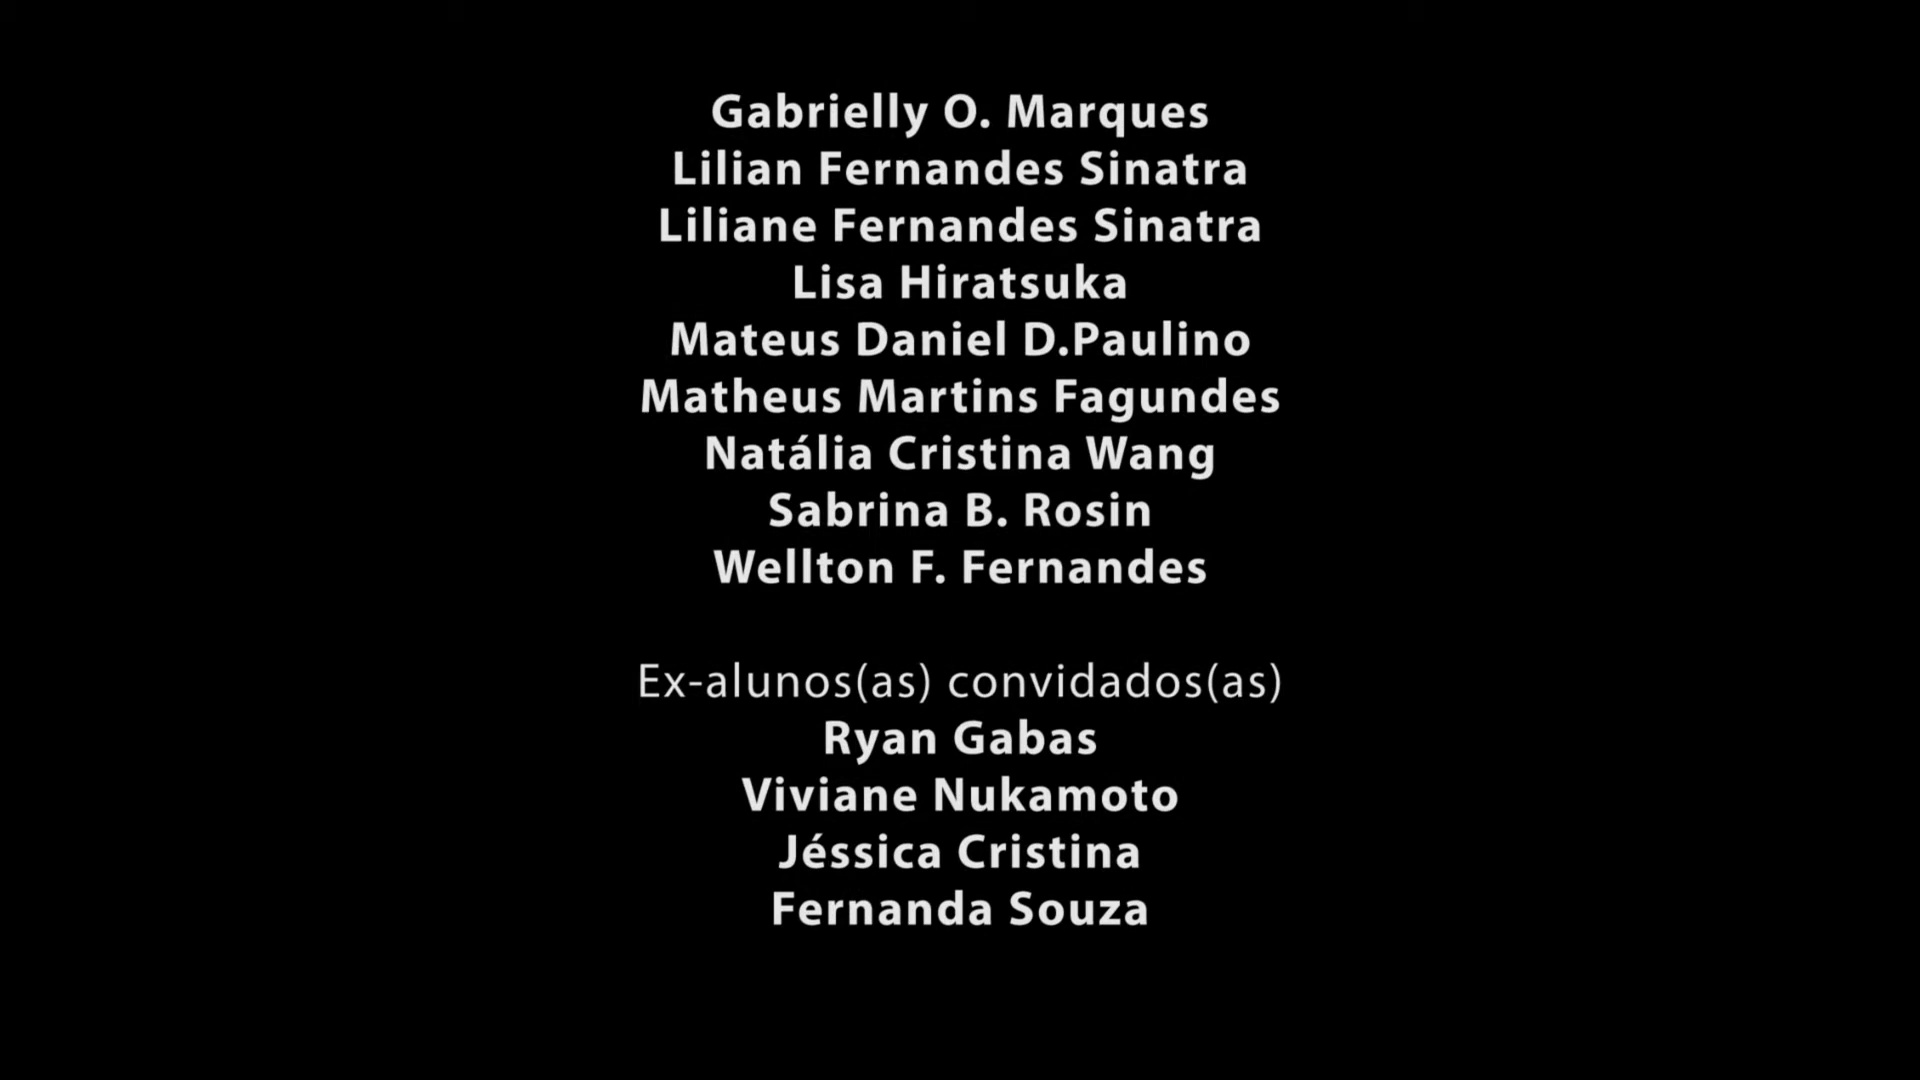 Gabrielly O. Marques
Lilian Fernandes Sinatra
Liliane Fernandes Sinatra
Lisa Hiratsuka
Mateus Daniel D.Paulino
Matheus Martins Fagundes
Natália Cristina Wang
Sabrina B. Rosin
Wellton F. Fernandes
Ex-alunos(as) convidados(as)
Ryan Gabas
Viviane Nukamoto
Jéssica Cristina
Fernanda Souza